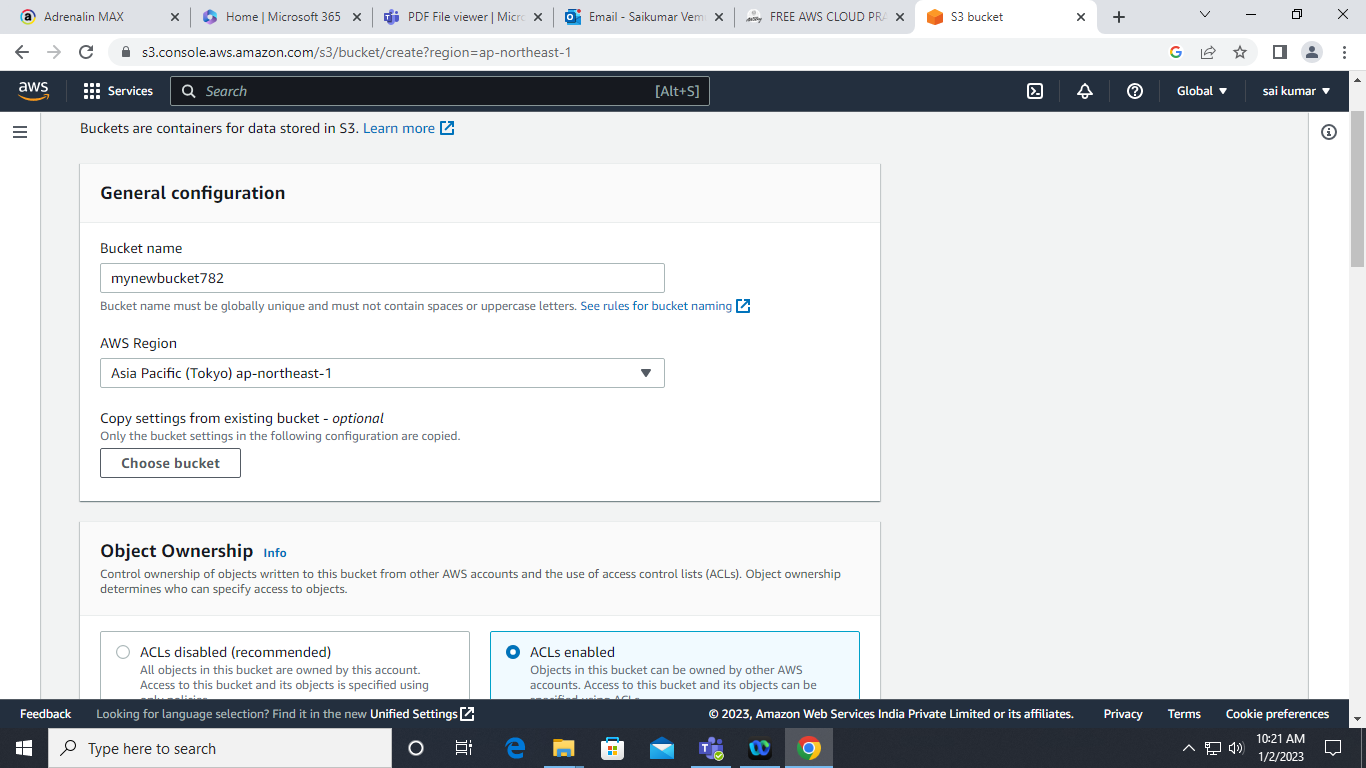 Adrenalin MAX
Home | Microsoft 365
PDF File viewer | Micro
Email - Saikumar Vem
FREE AWS CLOUD PRA
S3 bucket
s3.console.aws.amazon.com/s3/bucket/create?region=ap-northeast-1
aws
Services
Search
[Alt+S]
Global
sai kumar
Buckets are containers for data stored in S3. Learn more
General configuration
Bucket name
mynewbucket782
Bucket name must be globally unique and must not contain spaces or uppercase letters. See rules for bucket naming
AWS Region
Asia Pacific (Tokyo) ap-northeast-1
Copy settings from existing bucket - optional
Only the bucket settings in the following configuration are copied.
Choose bucket
Object Ownership Info
Control ownership of objects written to this bucket from other AWS accounts and the use of access control lists (ACLs). Object ownership
determines who can specify access to objects.
ACLs disabled (recommended)
All objects in this bucket are owned by this account.
Access to this bucket and its objects is specified using
only policies.
ACLs enabled
Objects in this bucket can be owned by other AWS
accounts. Access to this bucket and its objects can be
specified using ACLs.
Feedback
Looking for language selection? Find it in the new Unified Settings
© 2023, Amazon Web Services India Private Limited or its affiliates.
Privacy
Terms
Cookie preferences
Type here to search
10:21 AM
1/2/2023